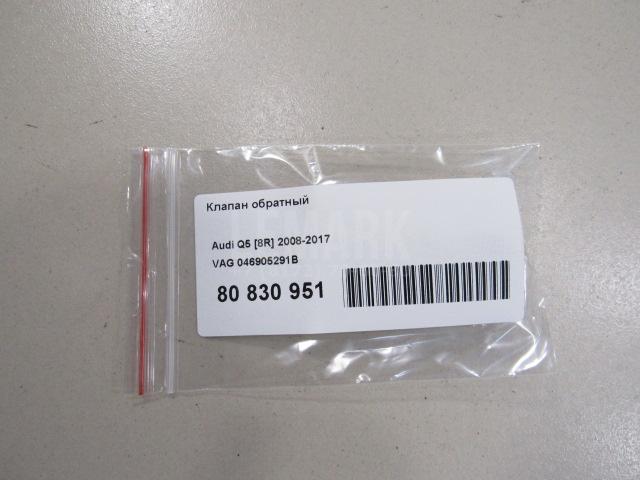 Клапан обратный
Audi Q5 [8R] 2008-2017
VAG 046905291B
80 830 951